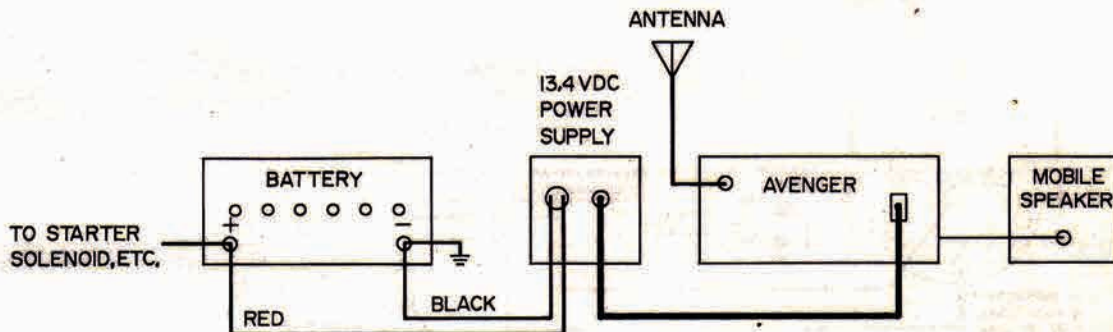 ANTENNA
13,4 VDC
POWER
SUPPLY
BATTERY
+
−
AVENGER
MOBILE
SPEAKER
TO STARTER
SOLENOID, ETC.
RED
BLACK